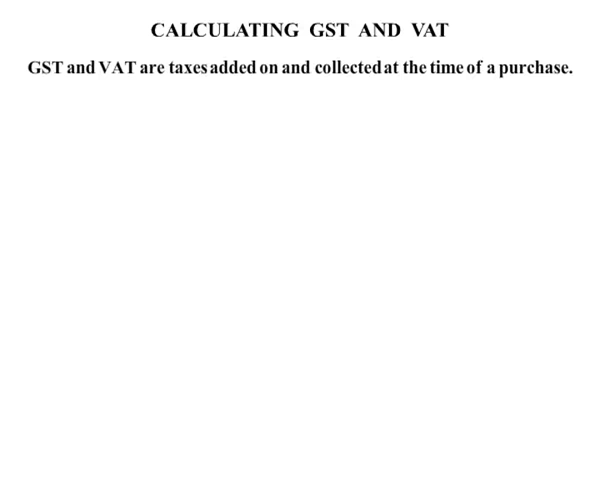 CALCULATING GST AND VAT
GST and VAT are taxes added on and collected at the time of a purchase.